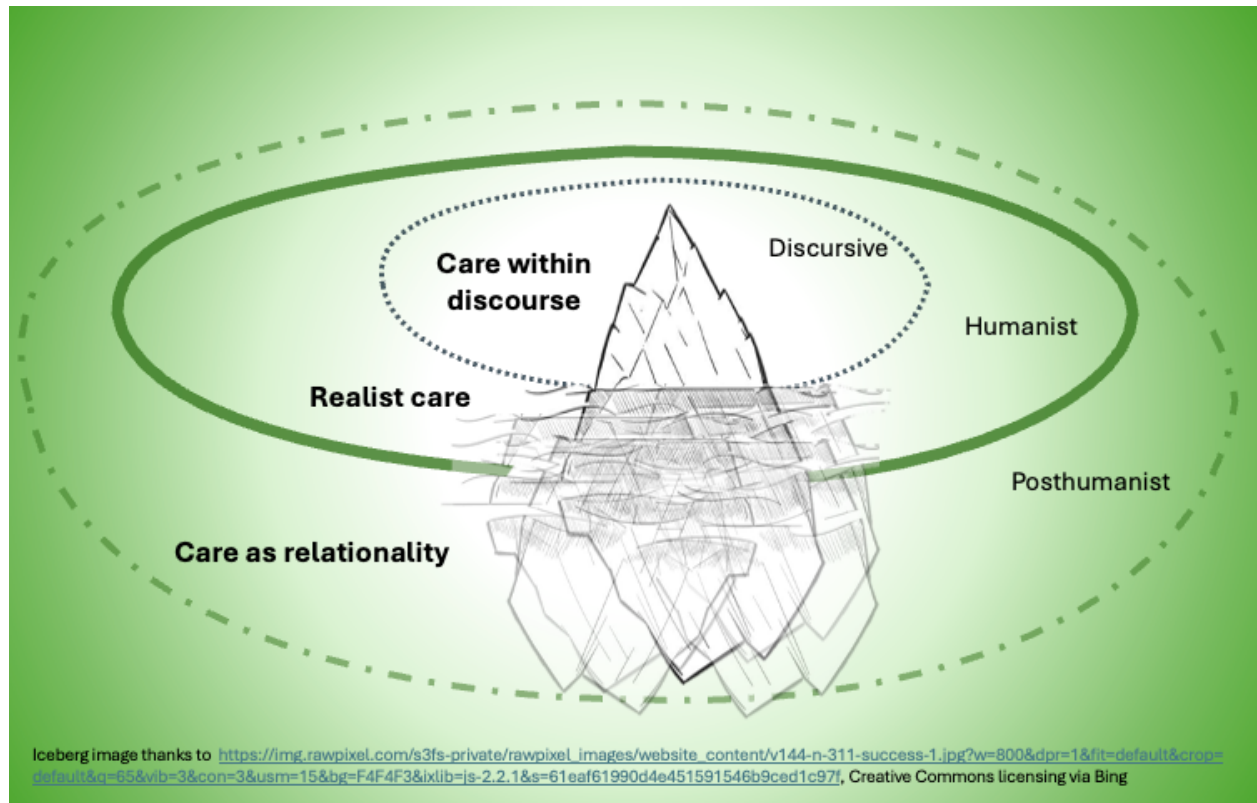 Care within
discourse
Discursive
Humanist
Realist care
Posthumanist
Care as relationality
Iceberg image thanks to https://img.rawpixel.com/s3fs-private/rawpixel_images/website_content/v144-n-311-success-1.jpg?w=800&dpr=1&fit=default&crop=
default&q=65&vib=3&con=3&usm=15&bg=F4F4F3&ixlib=js-2.2.1&s=61eaf61990d4e451591546b9ced1c97f, Creative Commons licensing via Bing